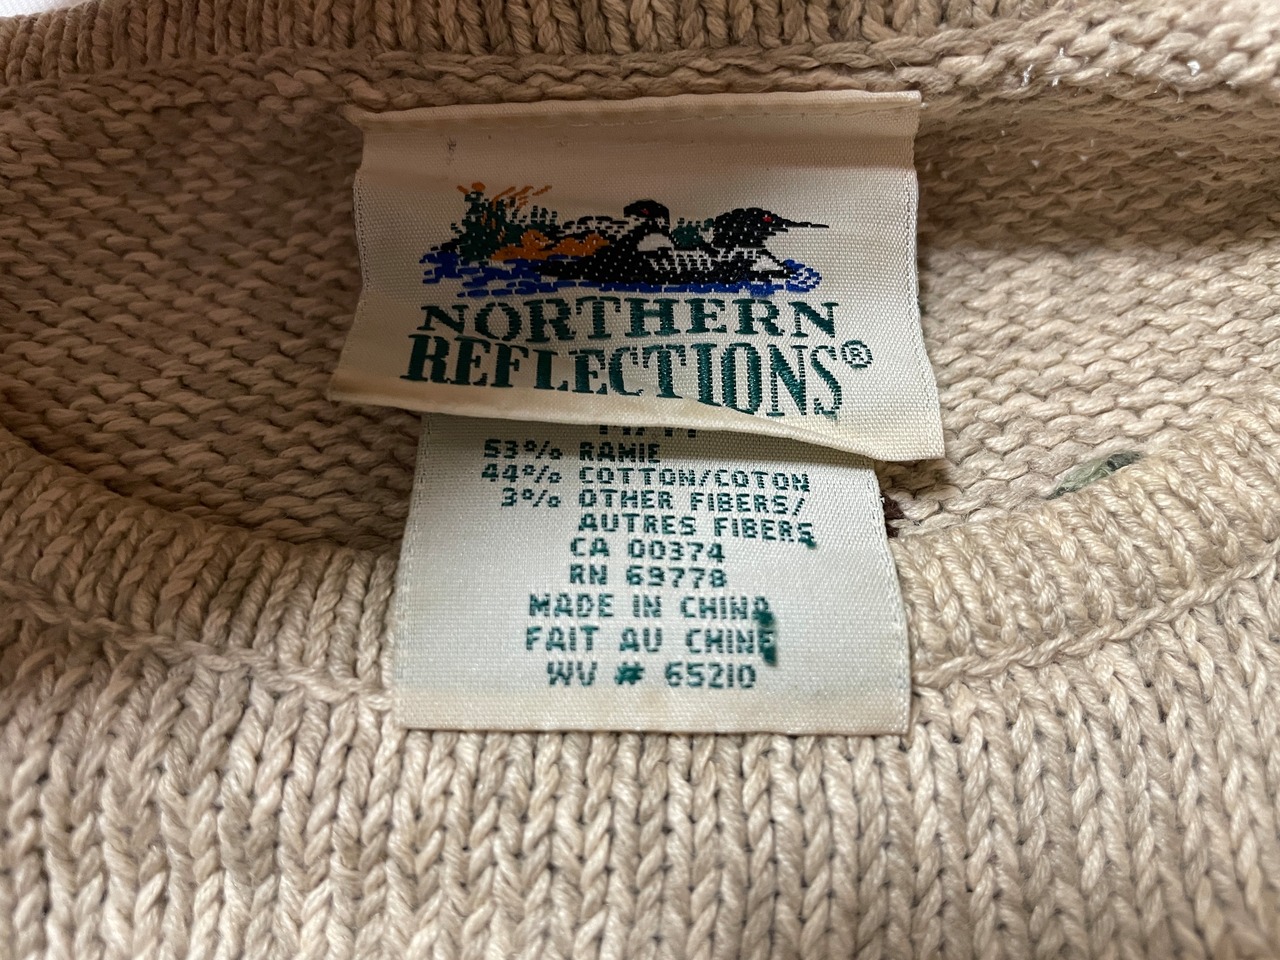 NORTHERN
REFLECTIONS®
53% RAMIE
44% COTTON/COTON
3% OTHER FIBERS/
AUTRES FIBERS
CA 00374
RN 69778
MADE IN CHINA
FAIT AU CHINE
WV # 65210